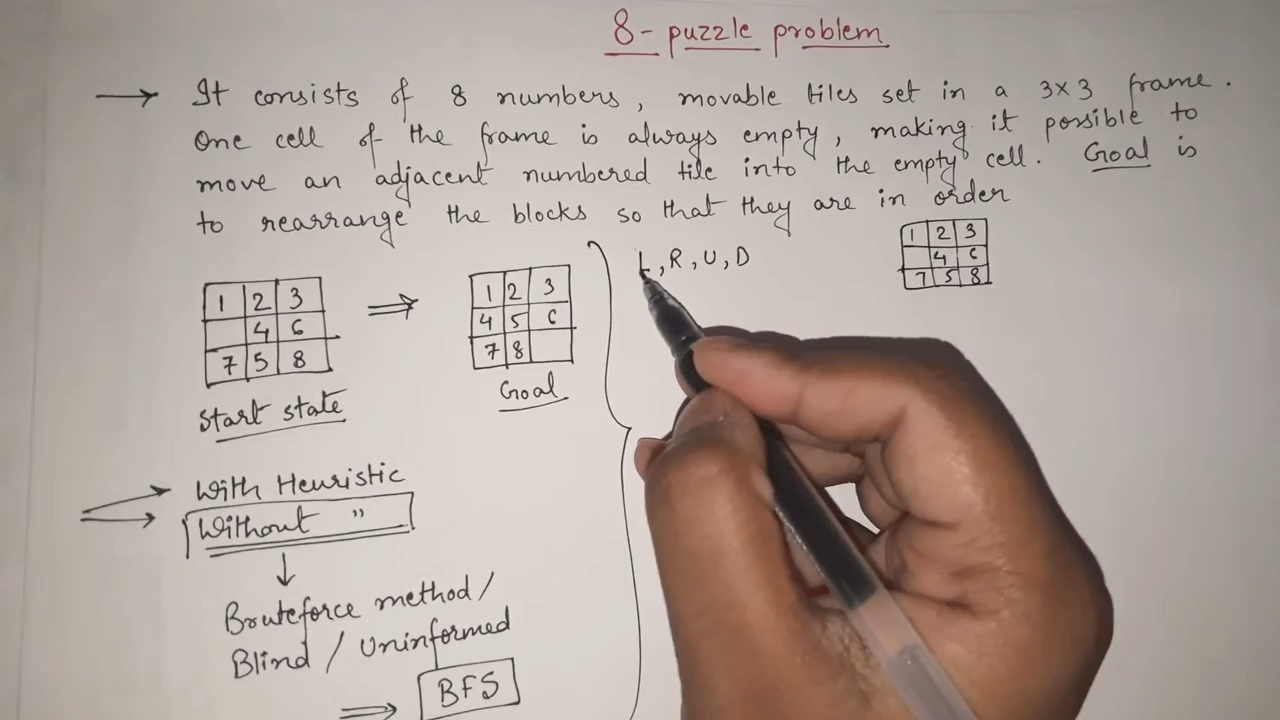 8- puzzle problem
→ It consists of 8 numbers, movable tiles set in a 3×3 frame.
One cell of the frame is always empty, making it possible to
move an adjacent numbered tile into the empty cell. Goal is
to rearrange the blocks so that they are in order
1 2 3
4 6
7 5 8
Start state
⇒
1 2 3
4 5 6
7 8
Goal
L, R, U, D
1 2 3
4 6
7 5 8
With Heuristic
Without "
↓
Bruteforce method /
Blind / Uninformed
⇒ BFS